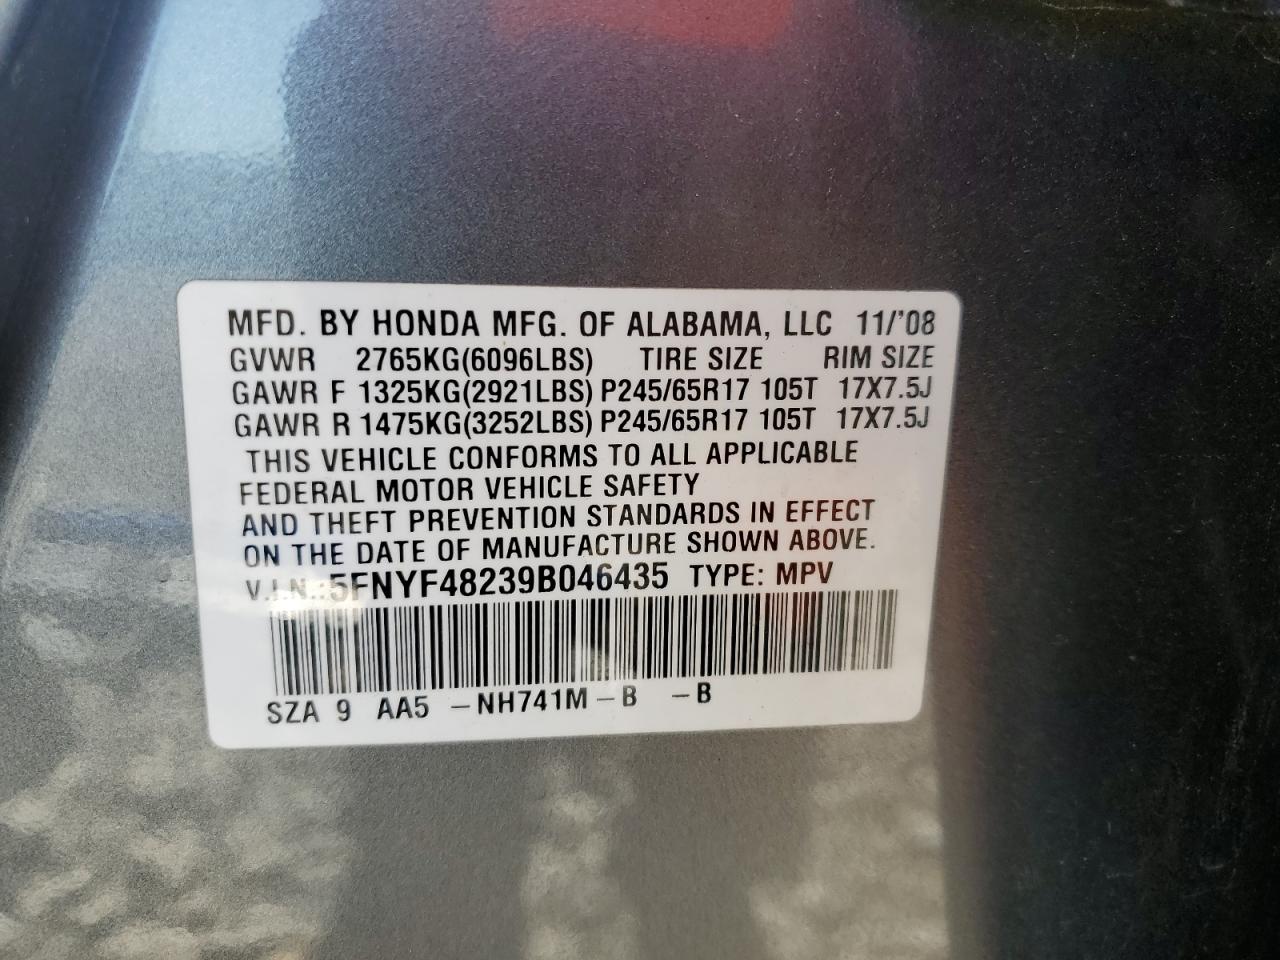 MFD. BY HONDA MFG. OF ALABAMA, LLC 11/'08
GVWR 2765KG(6096LBS) TIRE SIZE RIM SIZE
GAWR F 1325KG(2921LBS) P245/65R17 105T 17X7.5J
GAWR R 1475KG(3252LBS) P245/65R17 105T 17X7.5J
THIS VEHICLE CONFORMS TO ALL APPLICABLE
FEDERAL MOTOR VEHICLE SAFETY
AND THEFT PREVENTION STANDARDS IN EFFECT
ON THE DATE OF MANUFACTURE SHOWN ABOVE.
V.I.N.:5FNYF48239B046435 TYPE: MPV
SZA 9 AA5 -NH741M-B -B